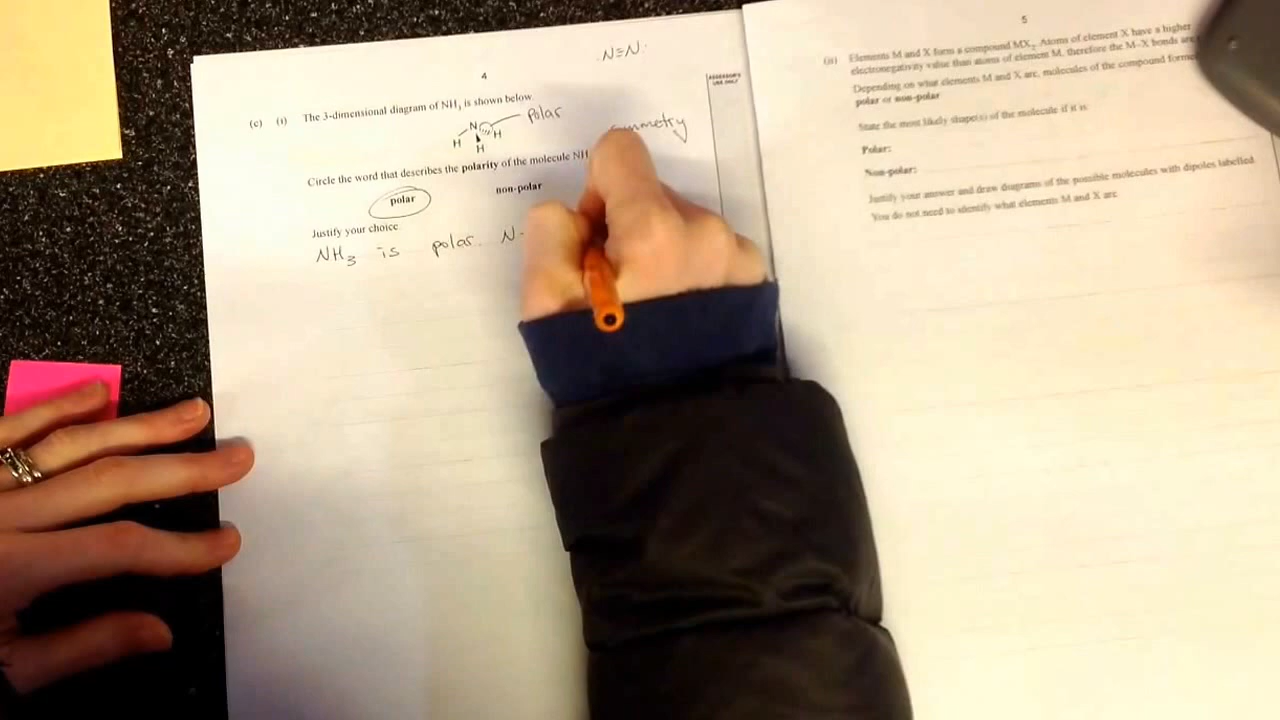 N≡N
4
(c) (i) The 3-dimensional diagram of NH3 is shown below.
polar
N
H H
H
symmetry
Circle the word that describes the polarity of the molecule NH
polar non-polar
Justify your choice.
NH3 is polar. N-
ASSESSOR'S USE ONLY
5
(ii) Elements M and X form a compound MX2. Atoms of element X have a higher
electronegativity value than atoms of element M, therefore the M–X bonds are
Depending on what elements M and X are, molecules of the compound forme
polar or non-polar
State the most likely shape(s) of the molecule if it is:
Polar:
Non-polar:
Justify your answer and draw diagrams of the possible molecules with dipoles labelled.
You do not need to identify what elements M and X are.